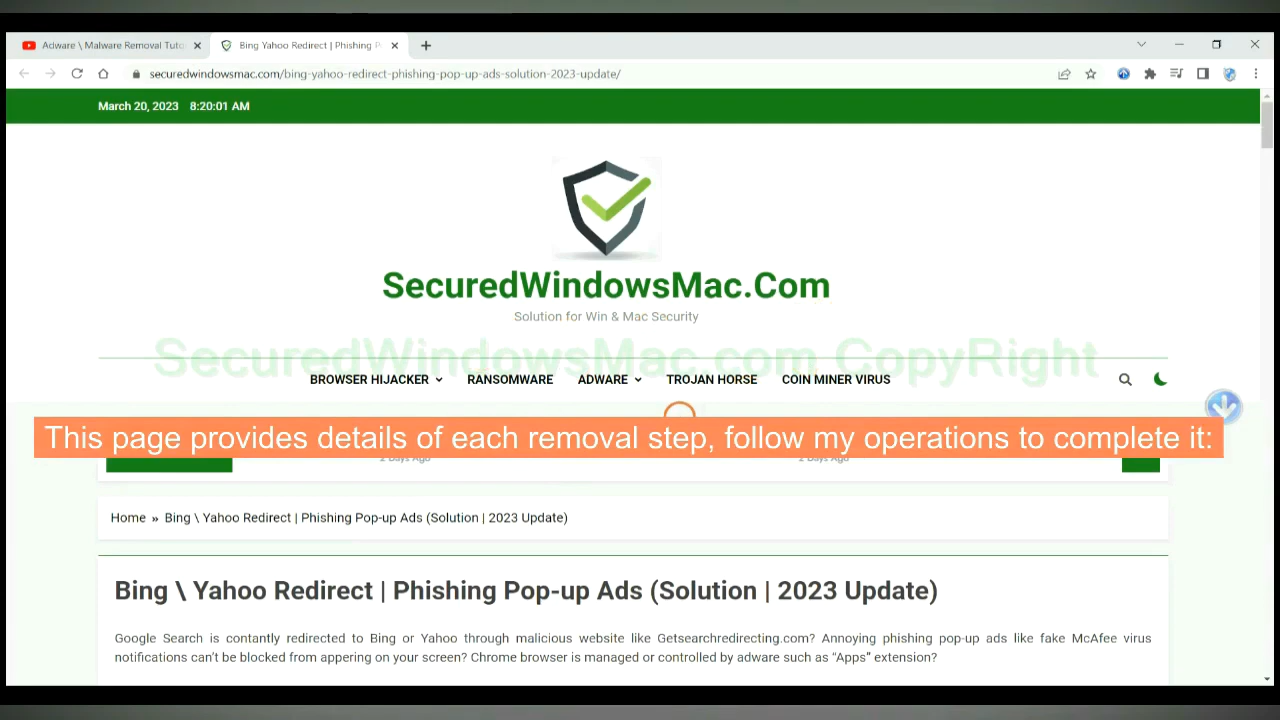 Adware \ Malware Removal Tuto
Bing Yahoo Redirect | Phishing P
securedwindowsmac.com/bing-yahoo-redirect-phishing-pop-up-ads-solution-2023-update/
March 20, 2023 8:20:01 AM
SecuredWindowsMac.Com
Solution for Win & Mac Security
SecuredWindowsMac.com CopyRight
BROWSER HIJACKER RANSOMWARE ADWARE TROJAN HORSE COIN MINER VIRUS
This page provides details of each removal step, follow my operations to complete it:
2 Days Ago 2 Days Ago
Home » Bing \ Yahoo Redirect | Phishing Pop-up Ads (Solution | 2023 Update)
Bing \ Yahoo Redirect | Phishing Pop-up Ads (Solution | 2023 Update)
Google Search is contantly redirected to Bing or Yahoo through malicious website like Getsearchredirecting.com? Annoying phishing pop-up ads like fake McAfee virus
notifications can't be blocked from appering on your screen? Chrome browser is managed or controlled by adware such as “Apps” extension?